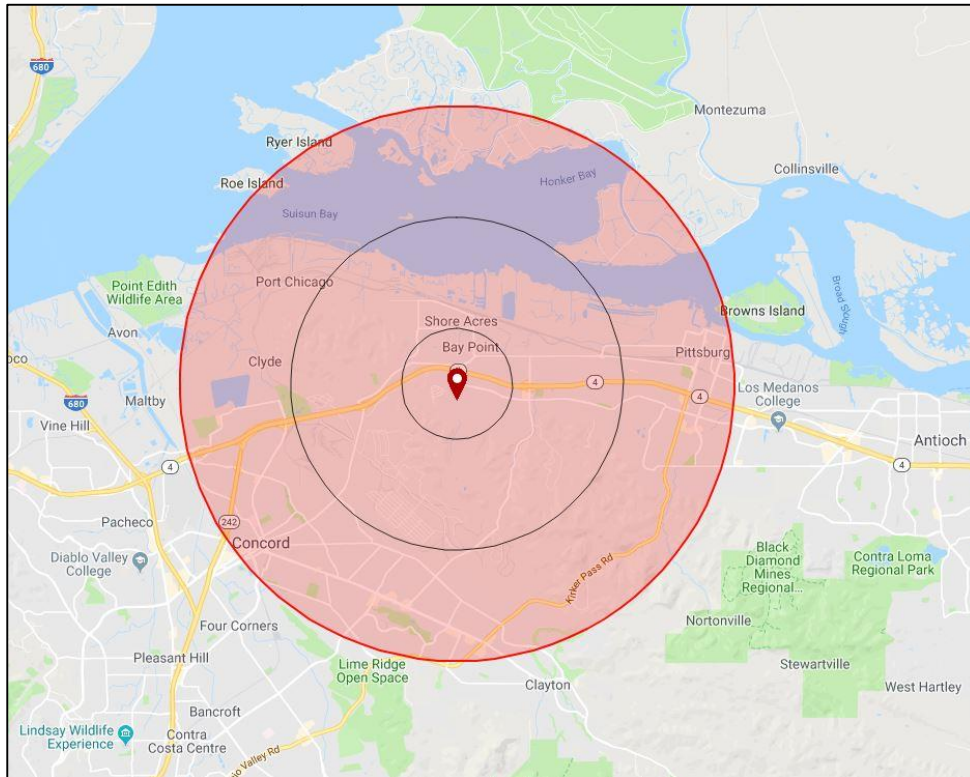 680
Montezuma
Ryer Island
Collinsville
Honker Bay
Roe Island
Suisun Bay
Point Edith
Wildlife Area
Port Chicago
Broad Slough
Browns Island
Avon
Shore Acres
Bay Point
Pittsburg
Clyde
4
4
4
Los Medanos
College
680
Maltby
Vine Hill
Antioch
4
4
Pacheco
242
Concord
Diablo Valley
College
Black
Diamond
Mines
Regional...
Contra Loma
Regional Park
Kirker Pass Rd
Nortonville
Four Corners
Pleasant Hill
Lime Ridge
Open Space
Stewartville
Clayton
West Hartley
Bancroft
Lindsay Wildlife
Experience
Contra
Costa Centre
Valley Rd